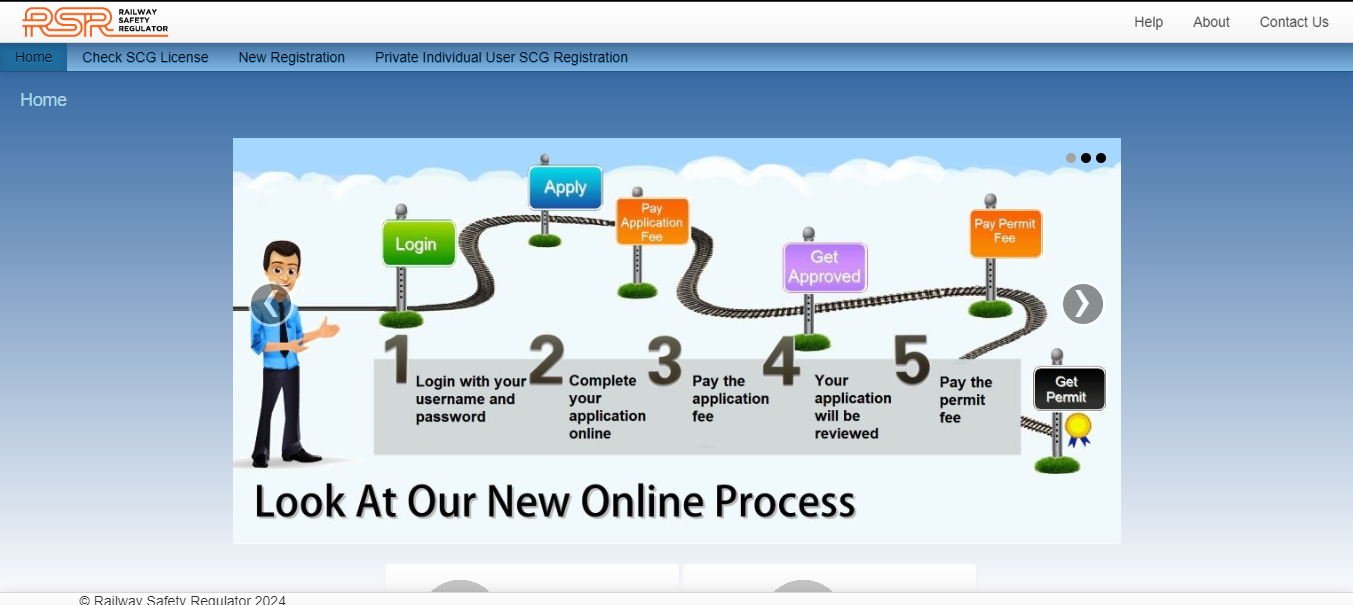 RAILWAY
SAFETY
REGULATOR
RSR
Help About Contact Us
Home Check SCG License New Registration Private Individual User SCG Registration
Home
Apply
Pay
Application
Fee
Login
Pay Permit
Fee
Get
Approved
❮
❯
1 2 3 4 5
Login with your
username and
password
Complete
your
application
online
Pay the
application
fee
Your
application
will be
reviewed
Pay the
permit
fee
Get
Permit
Look At Our New Online Process
© Railway Safety Regulator 2024